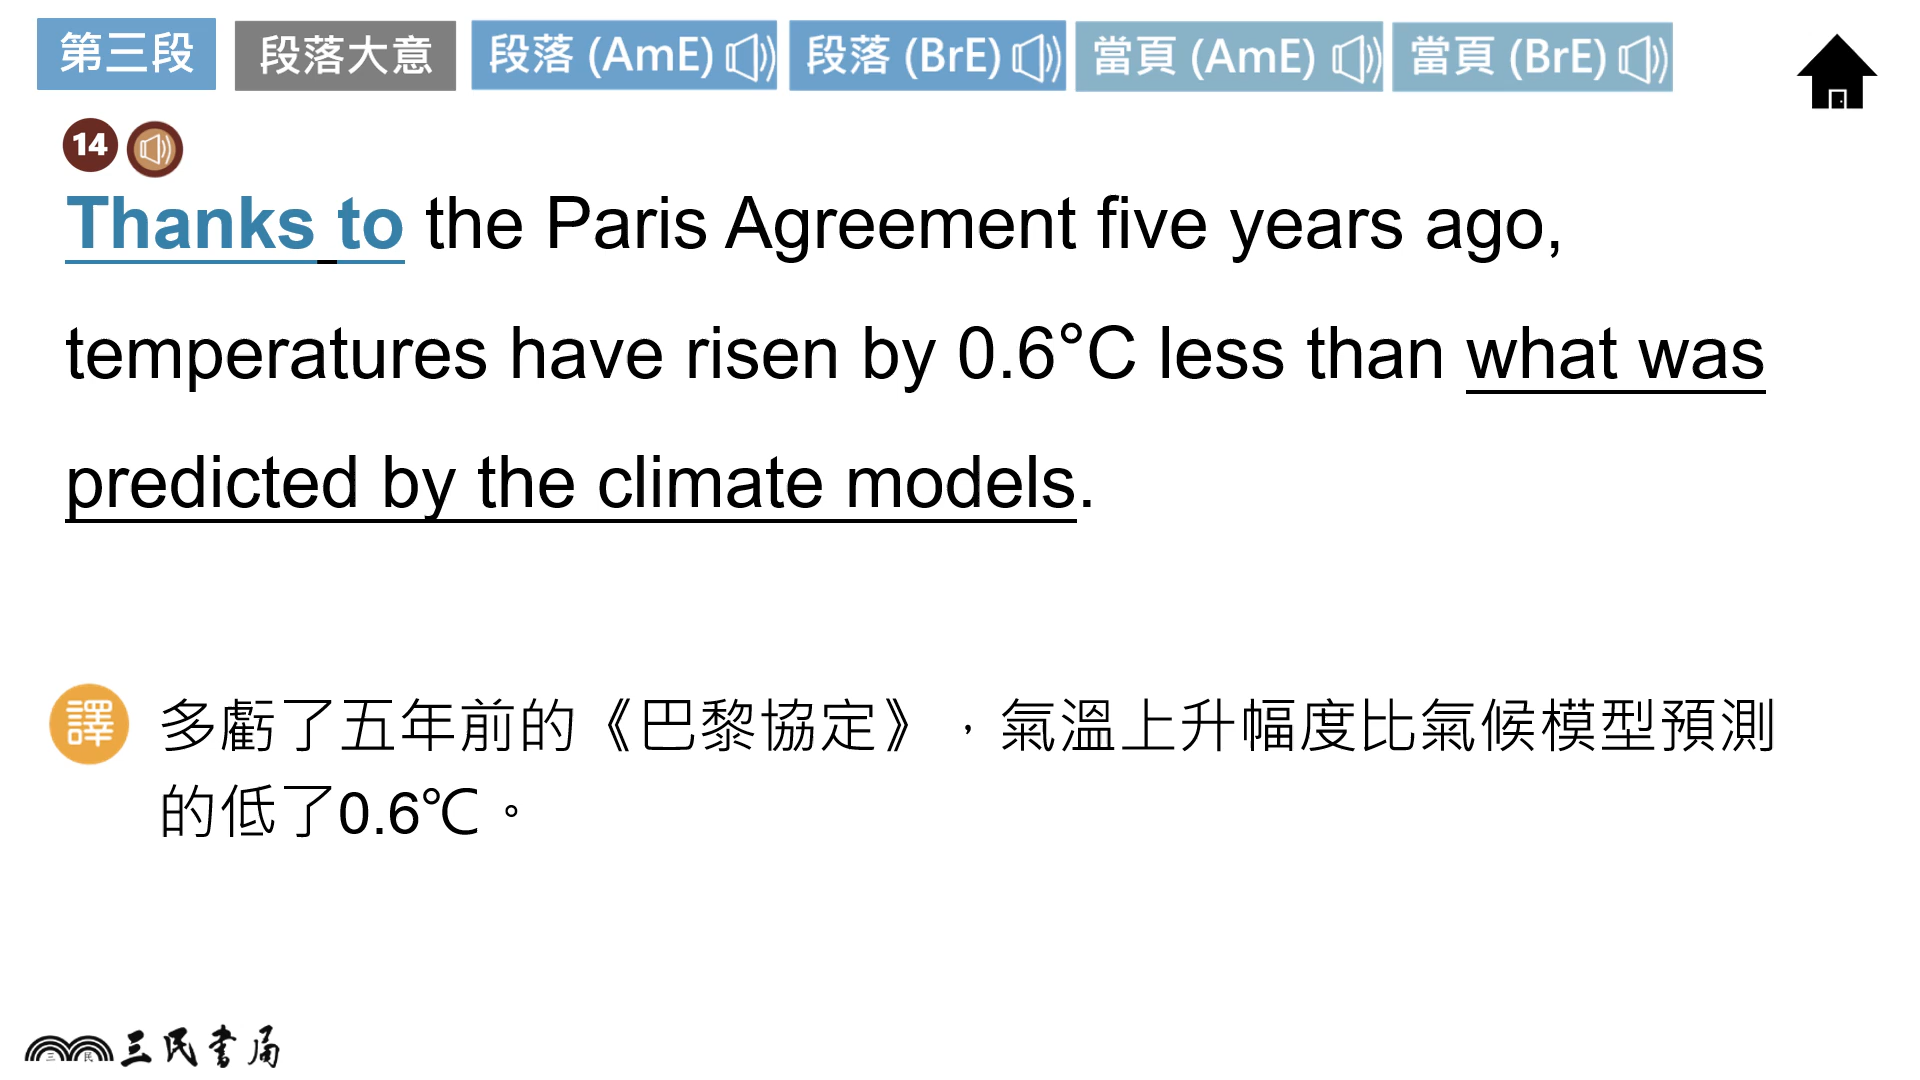 第三段 段落大意 段落 (AmE) 段落 (BrE) 當頁 (AmE) 當頁 (BrE)
14
Thanks to the Paris Agreement five years ago,
temperatures have risen by 0.6°C less than what was
predicted by the climate models.
譯 多虧了五年前的《巴黎協定》，氣溫上升幅度比氣候模型預測
的低了0.6℃。
三民 三民書局